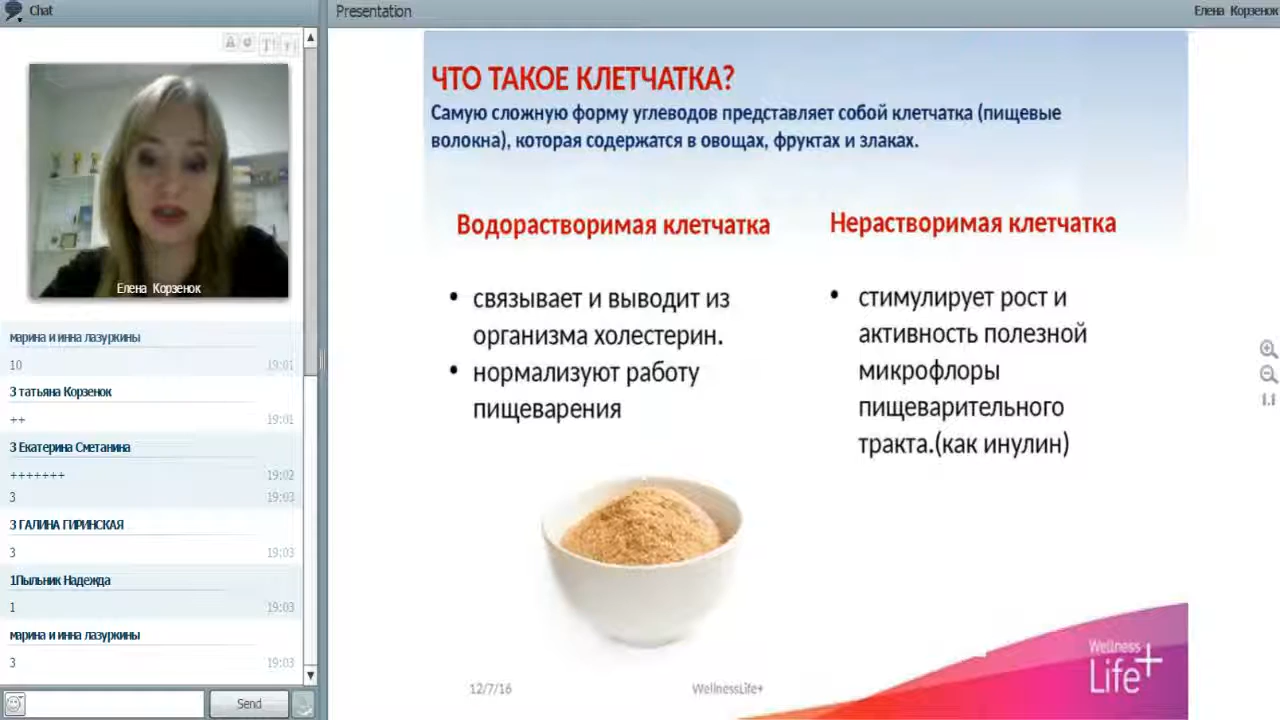 Chat
Presentation
Елена Корзенок
Елена Корзенок
марина и инна лазуркины
10 19:01
3 татьяна Корзенок
++ 19:01
3 Екатерина Сметанина
+++++++ 19:02
3 19:03
3 ГАЛИНА ГИРИНСКАЯ
3 19:03
1Пыльник Надежда
1 19:03
марина и инна лазуркины
3 19:03
Send
ЧТО ТАКОЕ КЛЕТЧАТКА?
Самую сложную форму углеводов представляет собой клетчатка (пищевые
волокна), которая содержатся в овощах, фруктах и злаках.
Водорастворимая клетчатка
• связывает и выводит из
организма холестерин.
• нормализуют работу
пищеварения
Нерастворимая клетчатка
• стимулирует рост и
активность полезной
микрофлоры
пищеварительного
тракта.(как инулин)
12/7/16
WellnessLife+
Wellness
Life+
1:1